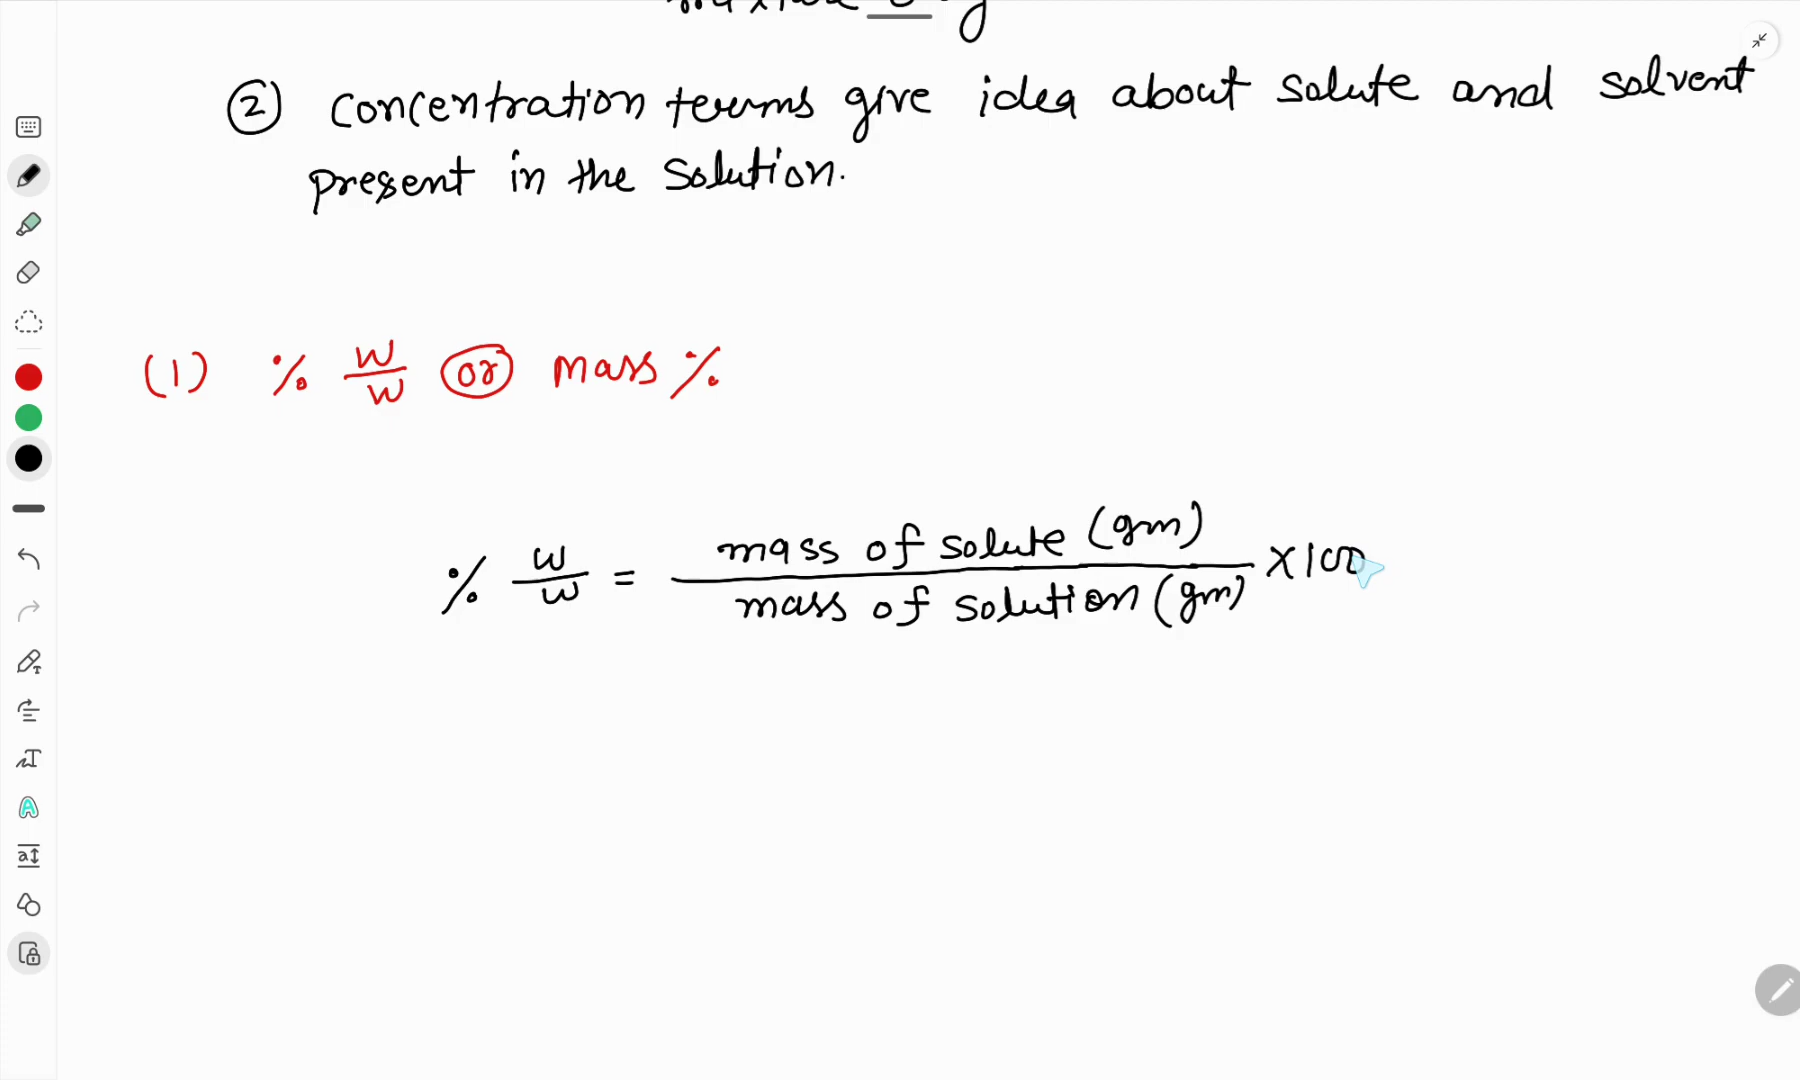 ② Concentration terms give idea about solute and solvent
present in the solution.
(1) % W/W or mass %
% W/W = mass of solute (gm) / mass of solution (gm) × 100